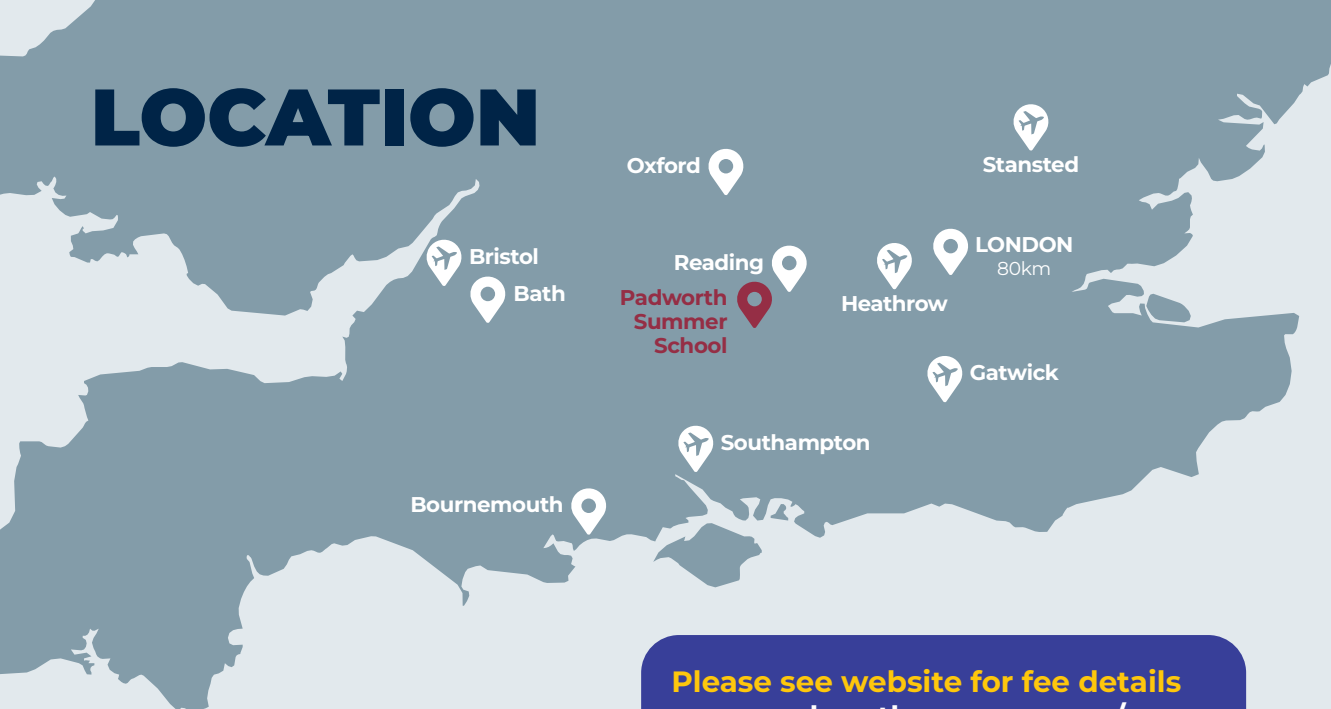 LOCATION
Stansted
Oxford
LONDON
80km
Bristol
Reading
Bath
Padworth
Summer
School
Heathrow
Gatwick
Southampton
Bournemouth
Please see website for fee details